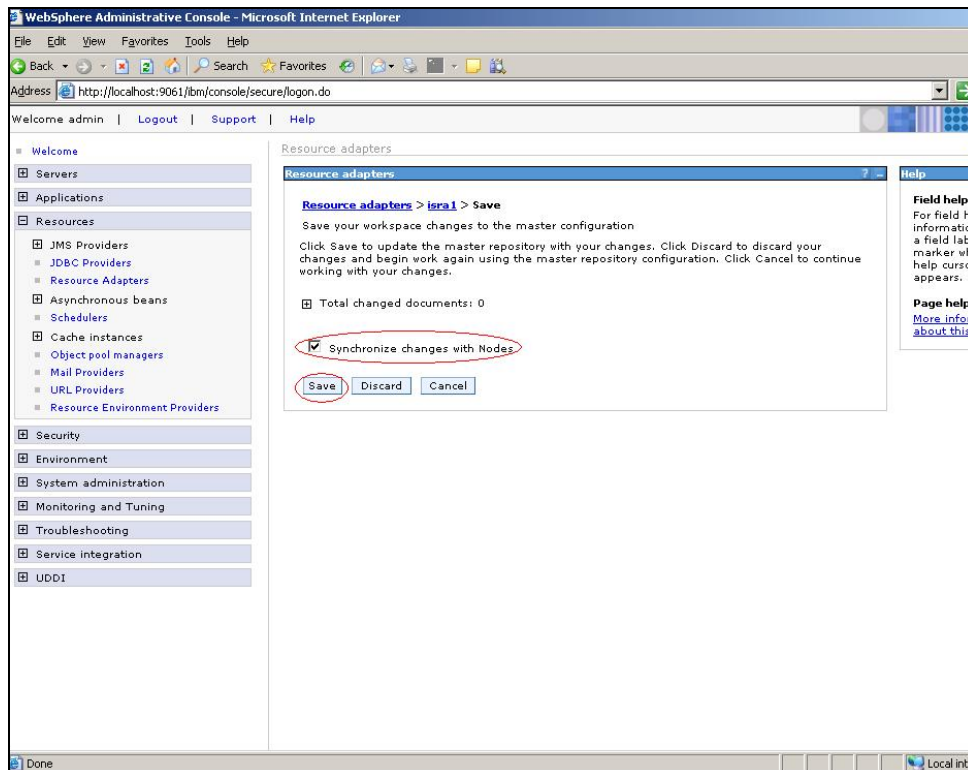 WebSphere Administrative Console - Microsoft Internet Explorer
File Edit View Favorites Tools Help
Back Search Favorites
Address http://localhost:9061/ibm/console/secure/logon.do
Welcome admin | Logout | Support | Help
Welcome
Servers
Applications
Resources
JMS Providers
JDBC Providers
Resource Adapters
Asynchronous beans
Schedulers
Cache instances
Object pool managers
Mail Providers
URL Providers
Resource Environment Providers
Security
Environment
System administration
Monitoring and Tuning
Troubleshooting
Service integration
UDDI
Resource adapters
Resource adapters ? -
Resource adapters > isra1 > Save
Save your workspace changes to the master configuration
Click Save to update the master repository with your changes. Click Discard to discard your
changes and begin work again using the master repository configuration. Click Cancel to continue
working with your changes.
Total changed documents: 0
Synchronize changes with Nodes
Save Discard Cancel
Help
Field help
For field h
informatio
a field lab
marker wh
help curso
appears.
Page help
More infor
about this
Done
Local int